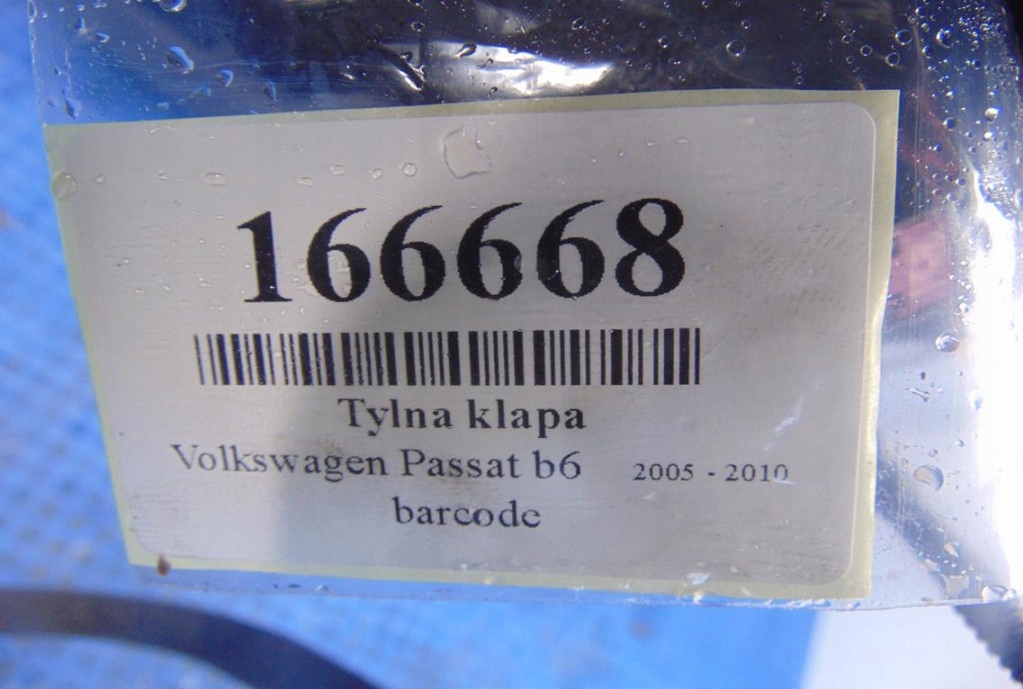 166668
Tylna klapa
Volkswagen Passat b6 2005 - 2010
barcode